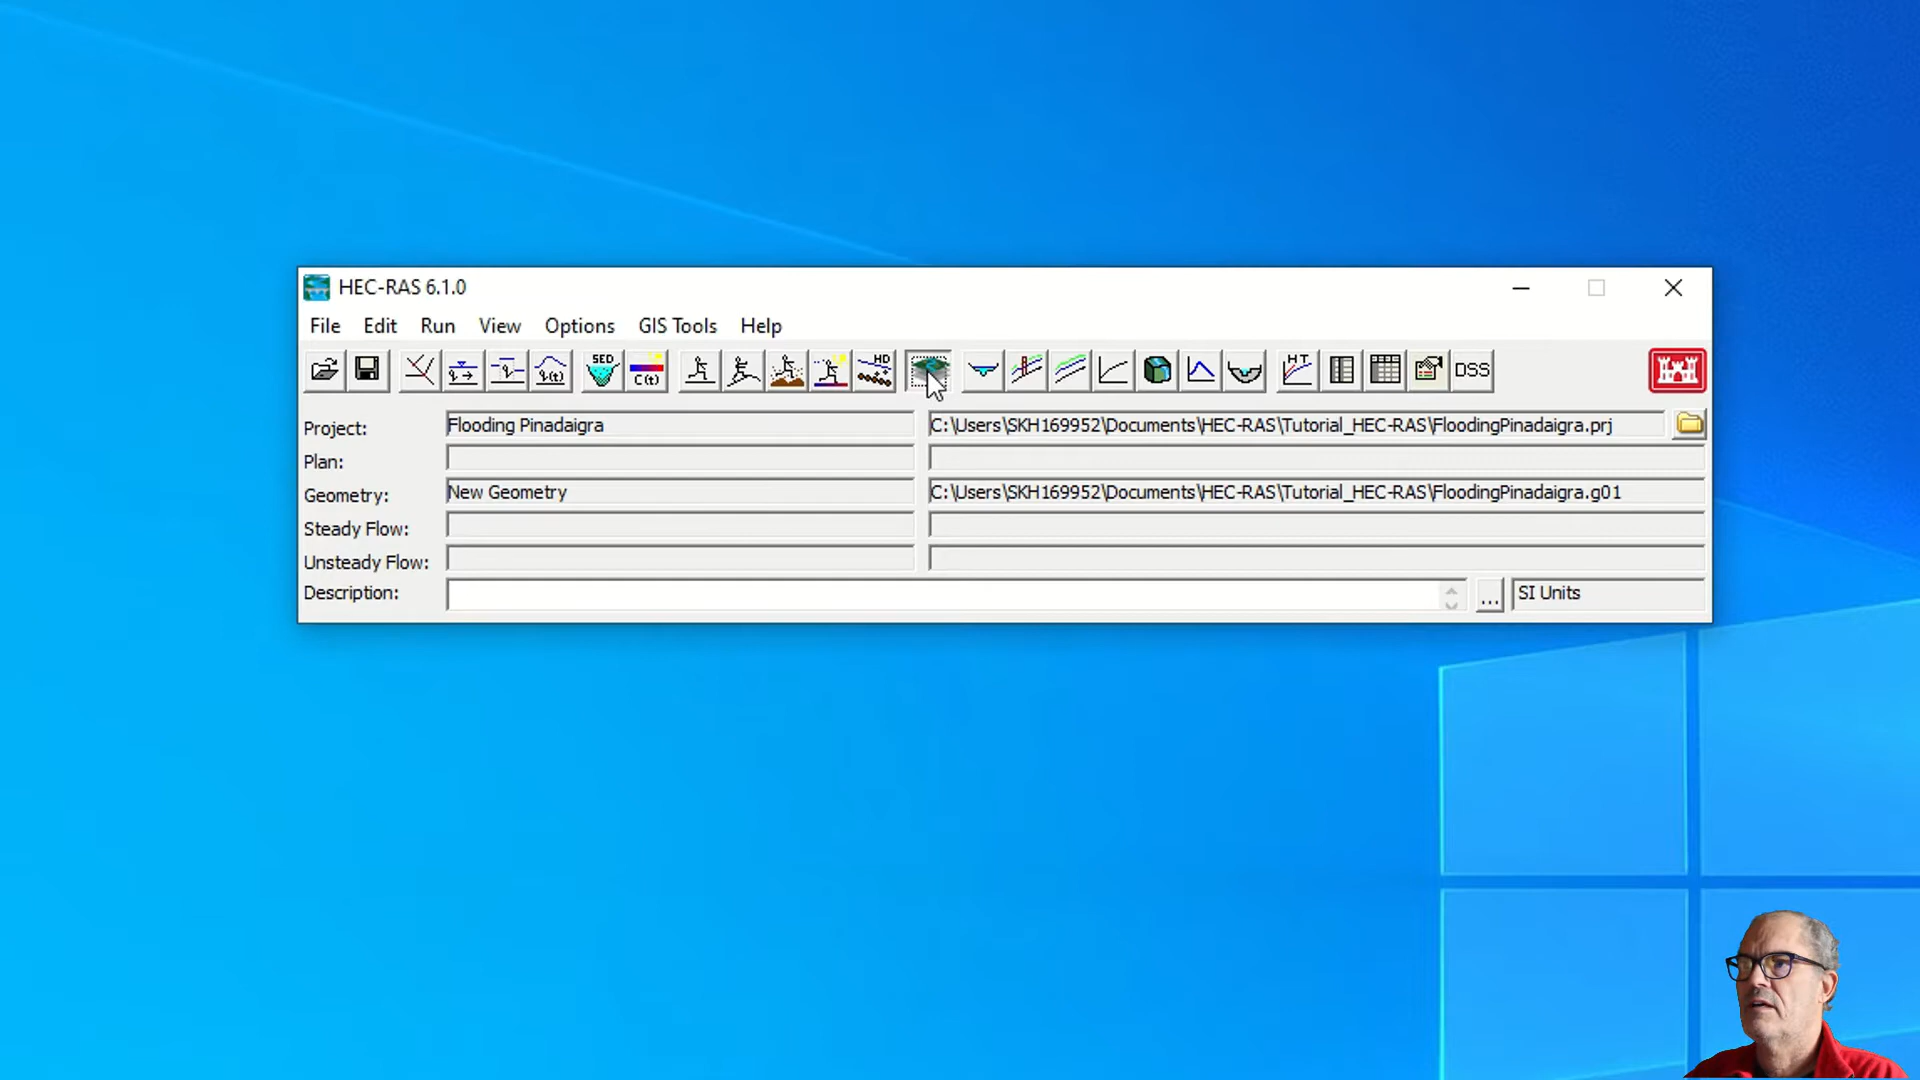 HEC-RAS 6.1.0
File Edit Run View Options GIS Tools Help
SED C(t) HD HT DSS
Project: Flooding Pinadaigra C:\Users\SKH169952\Documents\HEC-RAS\Tutorial_HEC-RAS\FloodingPinadaigra.prj
Plan:
Geometry: New Geometry C:\Users\SKH169952\Documents\HEC-RAS\Tutorial_HEC-RAS\FloodingPinadaigra.g01
Steady Flow:
Unsteady Flow:
Description: ... SI Units